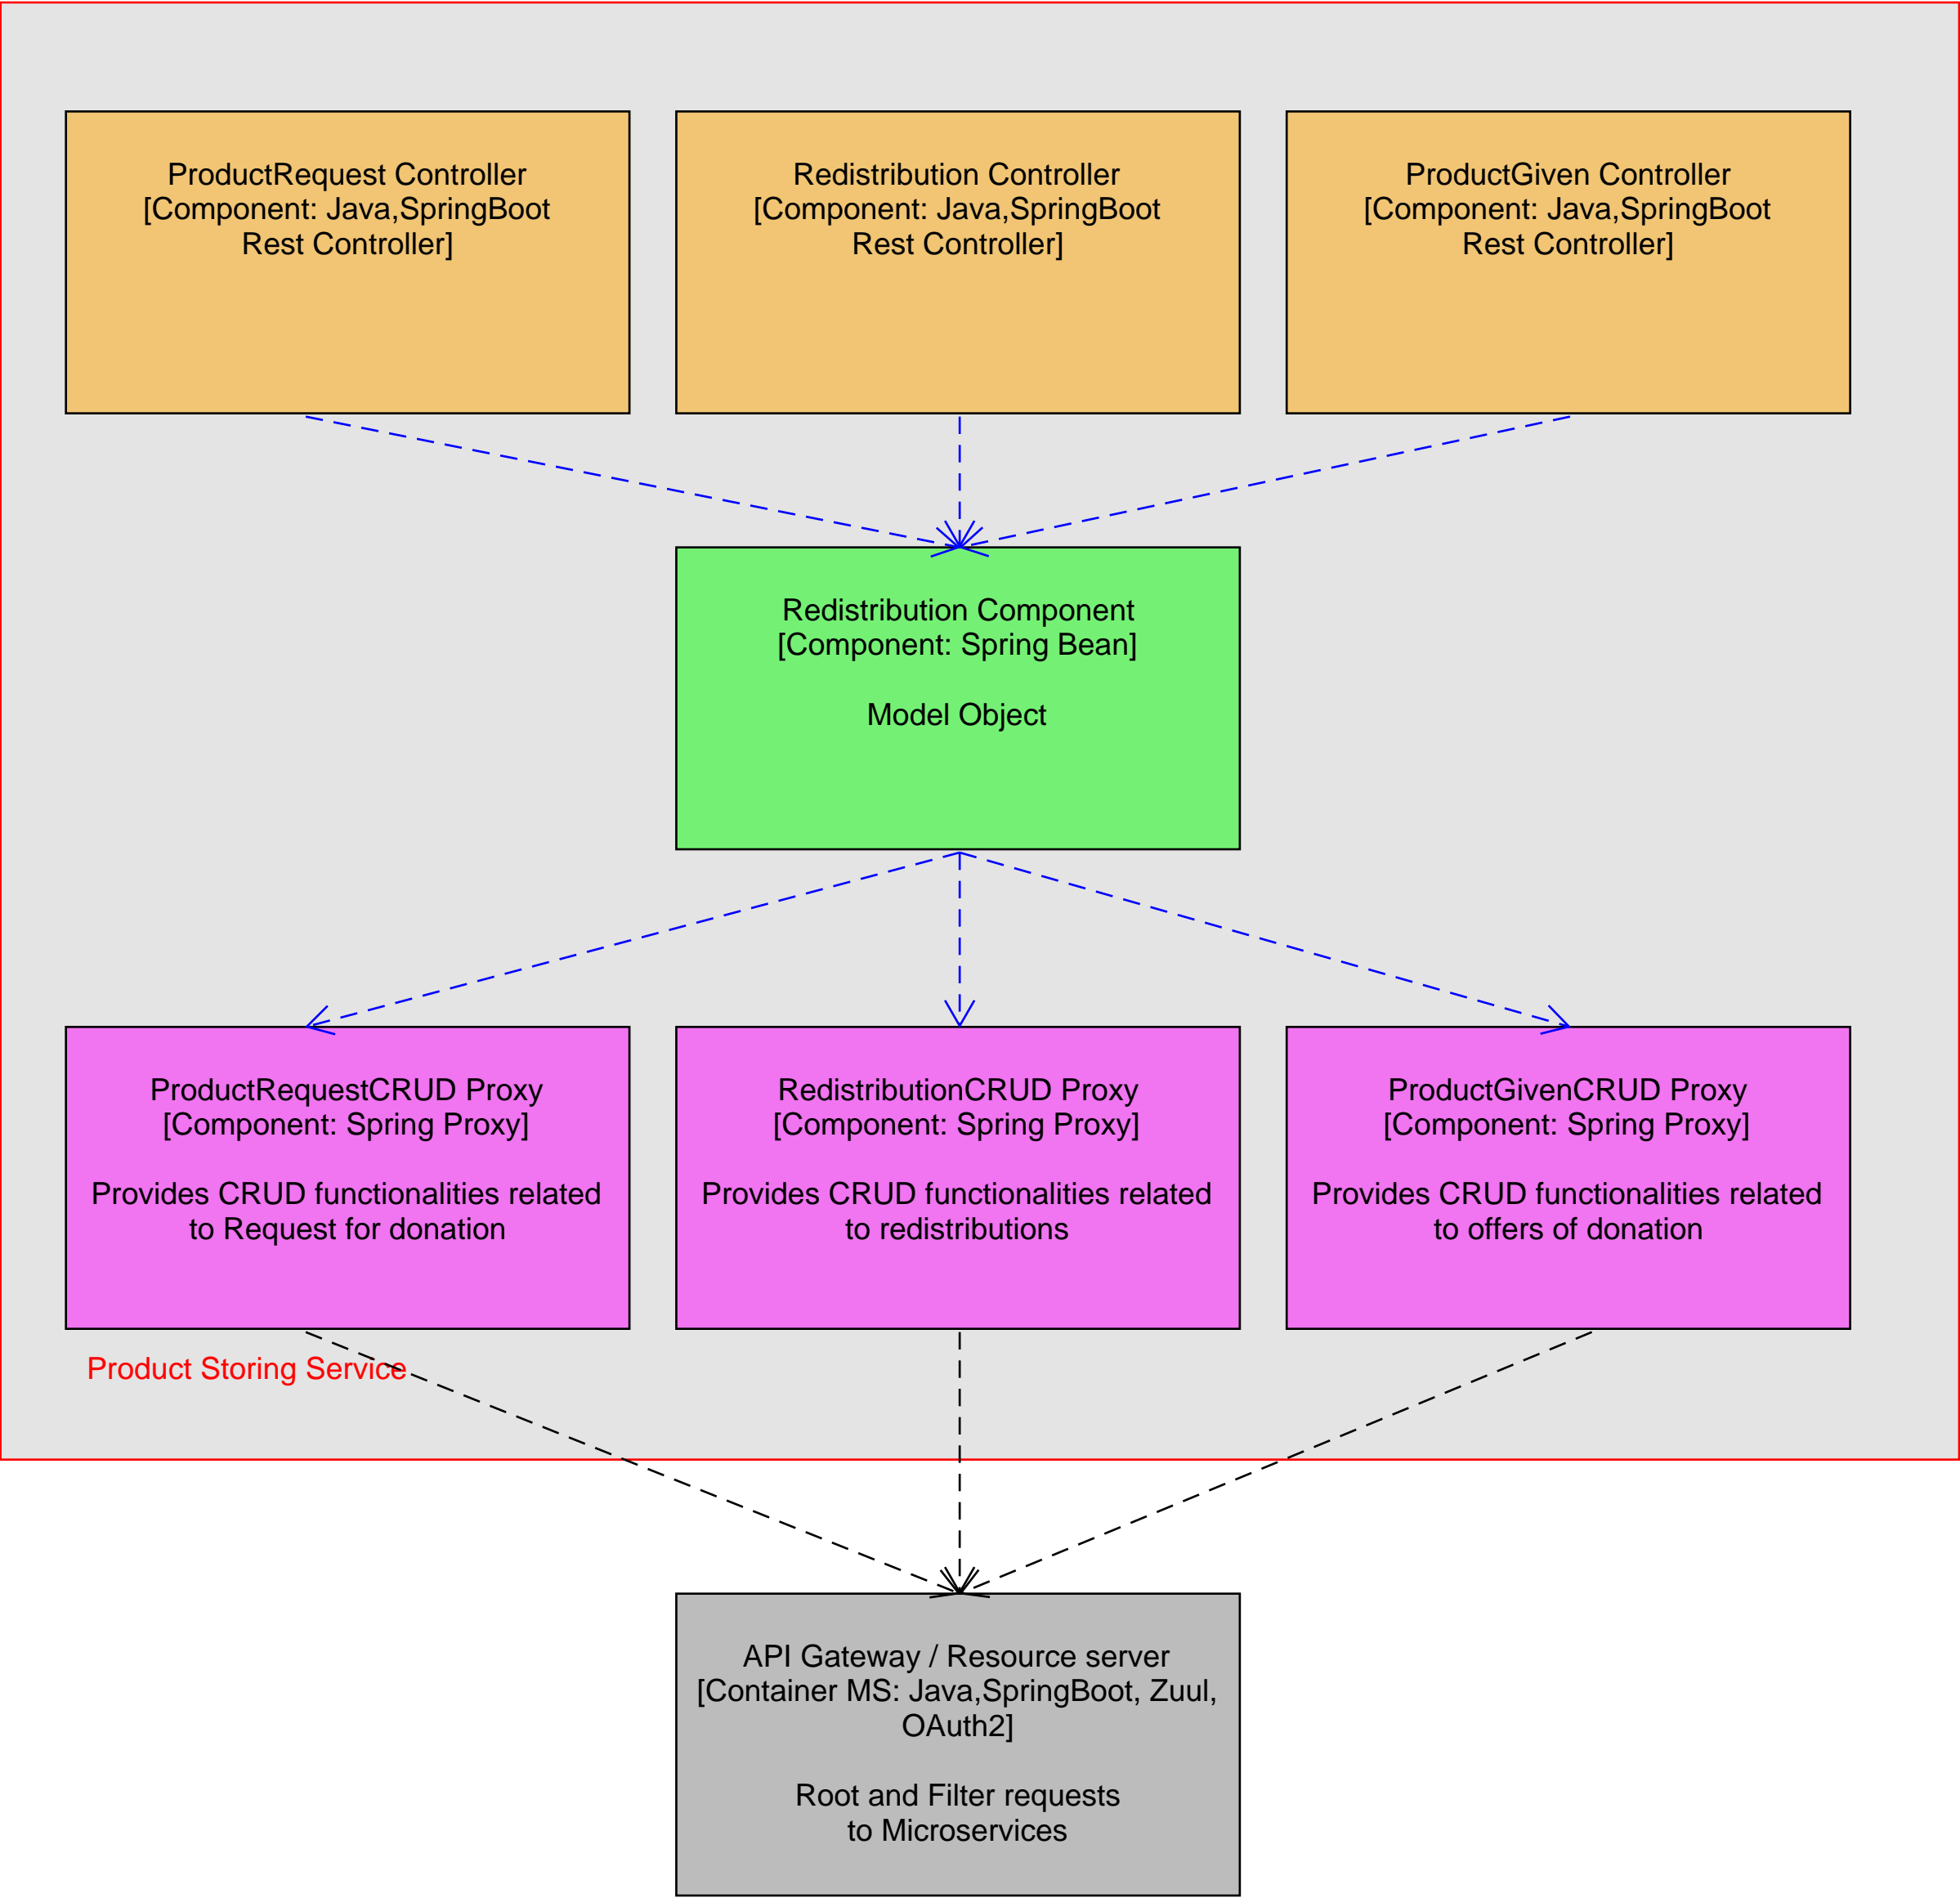 ProductRequest Controller
[Component: Java,SpringBoot
Rest Controller]
Redistribution Controller
[Component: Java,SpringBoot
Rest Controller]
ProductGiven Controller
[Component: Java,SpringBoot
Rest Controller]
Redistribution Component
[Component: Spring Bean]
Model Object
ProductRequestCRUD Proxy
[Component: Spring Proxy]
Provides CRUD functionalities related
to Request for donation
RedistributionCRUD Proxy
[Component: Spring Proxy]
Provides CRUD functionalities related
to redistributions
ProductGivenCRUD Proxy
[Component: Spring Proxy]
Provides CRUD functionalities related
to offers of donation
Product Storing Service
API Gateway / Resource server
[Container MS: Java,SpringBoot, Zuul,
OAuth2]
Root and Filter requests
to Microservices